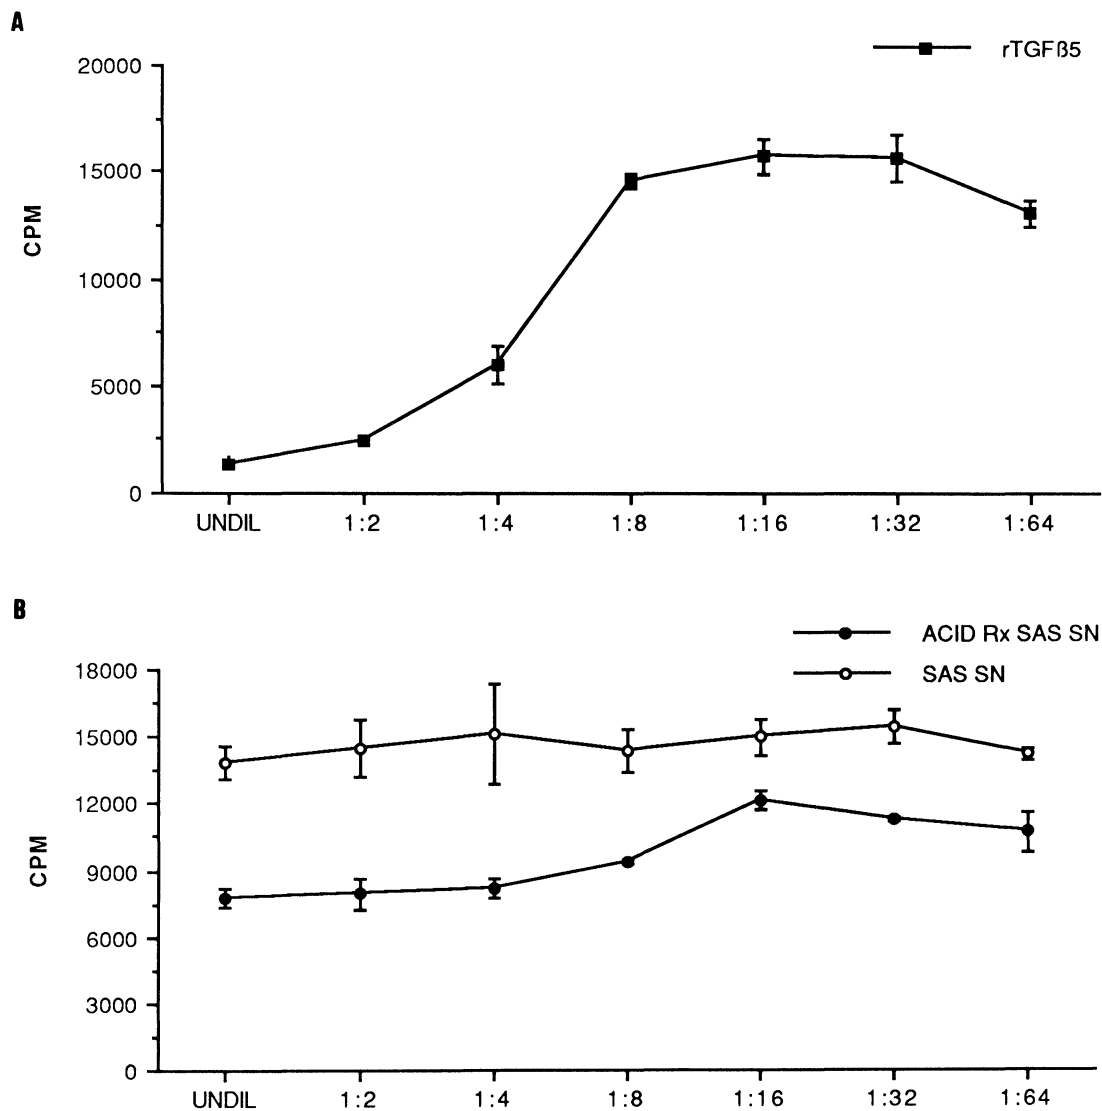 A
rTGFß5
20000
15000
10000
5000
0
CPM
UNDIL 1:2 1:4 1:8 1:16 1:32 1:64
B
ACID Rx SAS SN
SAS SN
18000
15000
12000
9000
6000
3000
0
CPM
UNDIL 1:2 1:4 1:8 1:16 1:32 1:64